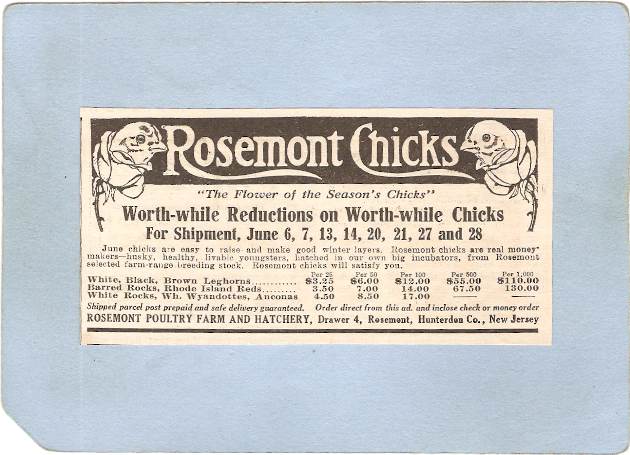 Rosemont Chicks
"The Flower of the Season's Chicks"
Worth-while Reductions on Worth-while Chicks
For Shipment, June 6, 7, 13, 14, 20, 21, 27 and 28
June chicks are easy to raise and make good winter layers. Rosemont chicks are real money
makers—husky, healthy, livable youngsters, hatched in our own big incubators, from Rosemont
selected farm-range breeding stock. Rosemont chicks will satisfy you.
Per 25 Per 50 Per 100 Per 500 Per 1,000
White, Black, Brown Leghorns........... $3.25 $6.00 $12.00 $55.00 $110.00
Barred Rocks, Rhode Island Reds........ 3.50 7.00 14.00 67.50 130.00
White Rocks, Wh. Wyandottes, Anconas 4.50 8.50 17.00 — —
Shipped parcel post prepaid and safe delivery guaranteed. Order direct from this ad. and inclose check or money order
ROSEMONT POULTRY FARM AND HATCHERY, Drawer 4, Rosemont, Hunterdon Co., New Jersey